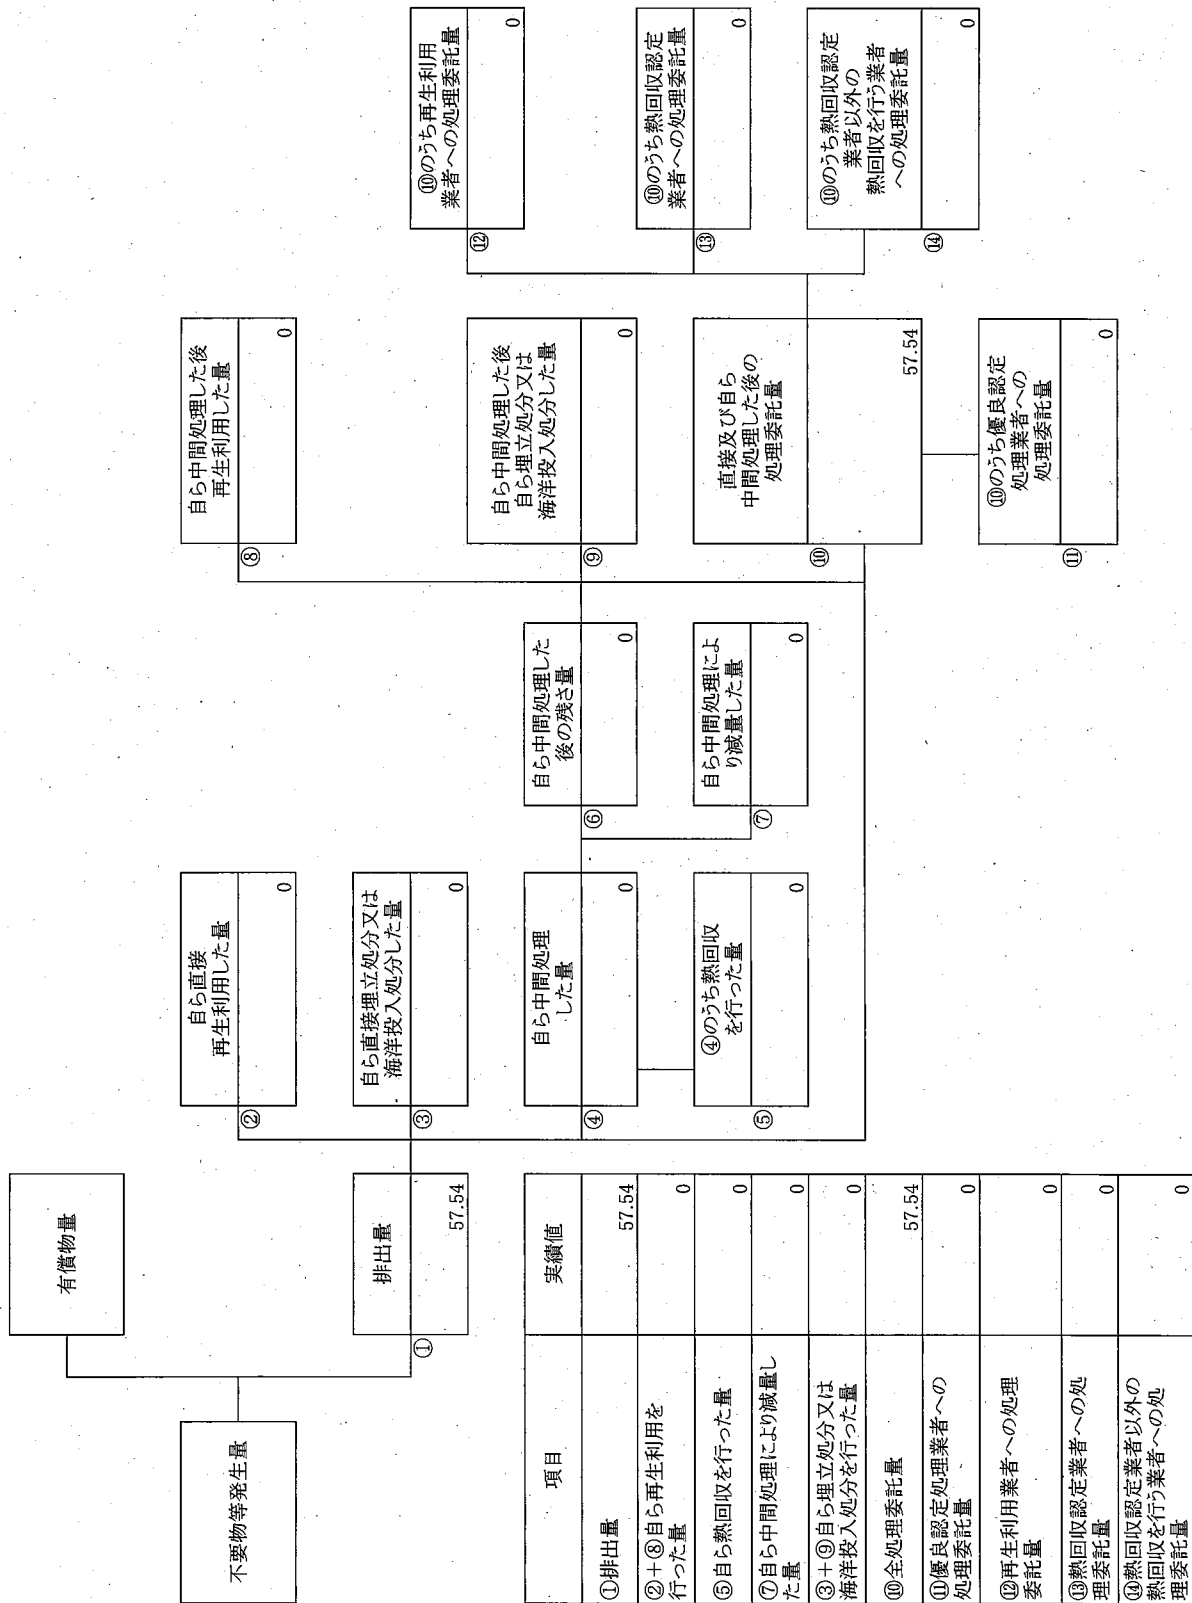 不要物等発生量
有償物量
排出量
①
57.54
自ら直接
再生利用した量
②
0
自ら直接埋立処分又は
海洋投入処分した量
③
0
自ら中間処理
した量
④
0
④のうち熱回収
を行った量
⑤
0
自ら中間処理した
後の残さ量
⑥
0
自ら中間処理によ
り減量した量
⑦
0
自ら中間処理した後
再生利用した量
⑧
0
自ら中間処理した後
自ら埋立処分又は
海洋投入処分した量
⑨
0
直接及び自ら
中間処理した後の
処理委託量
⑩
57.54
⑩のうち優良認定
処理業者への
処理委託量
⑪
0
⑩のうち再生利用
業者への処理委託量
⑫
0
⑩のうち熱回収認定
業者への処理委託量
⑬
0
⑩のうち熱回収認定
業者以外の
熱回収を行う業者
への処理委託量
⑭
0
項目 実績値
①排出量 57.54
②+⑧自ら再生利用を
行った量 0
⑤自ら熱回収を行った量 0
⑦自ら中間処理により減量し
た量 0
③+⑨自ら埋立処分又は
海洋投入処分を行った量 0
⑩全処理委託量 57.54
⑪優良認定処理業者への
処理委託量 0
⑫再生利用業者への処理
委託量 0
⑬熱回収認定業者への処
理委託量 0
⑭熱回収認定業者以外の
熱回収を行う業者への処
理委託量 0